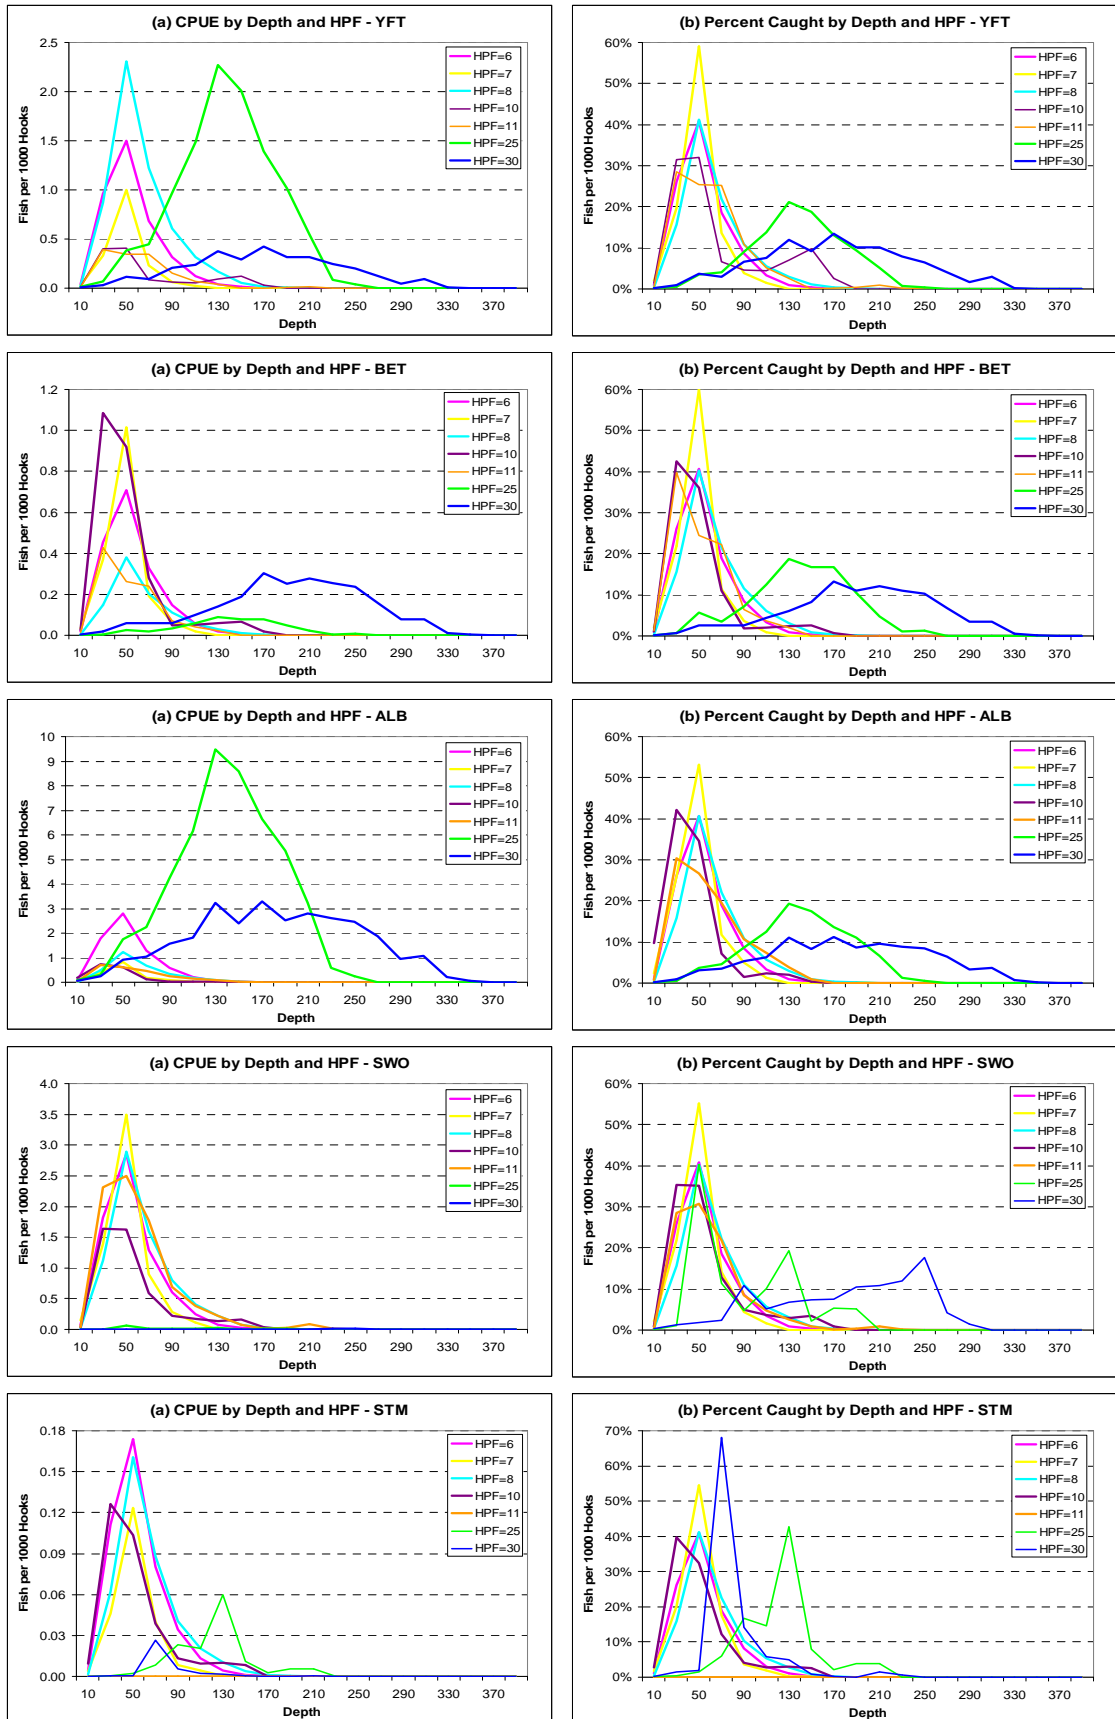 (a) CPUE by Depth and HPF - YFT
Fish per 1000 Hooks
2.5
2.0
1.5
1.0
0.5
0.0
10 50 90 130 170 210 250 290 330 370
Depth
HPF=6
HPF=7
HPF=8
HPF=10
HPF=11
HPF=25
HPF=30
(b) Percent Caught by Depth and HPF - YFT
Fish per 1000 Hooks
60%
50%
40%
30%
20%
10%
0%
10 50 90 130 170 210 250 290 330 370
Depth
HPF=6
HPF=7
HPF=8
HPF=10
HPF=11
HPF=25
HPF=30
(a) CPUE by Depth and HPF - BET
Fish per 1000 Hooks
1.2
1.0
0.8
0.6
0.4
0.2
0.0
10 50 90 130 170 210 250 290 330 370
Depth
HPF=6
HPF=7
HPF=8
HPF=10
HPF=11
HPF=25
HPF=30
(b) Percent Caught by Depth and HPF - BET
Fish per 1000 Hooks
60%
50%
40%
30%
20%
10%
0%
10 50 90 130 170 210 250 290 330 370
Depth
HPF=6
HPF=7
HPF=8
HPF=10
HPF=11
HPF=25
HPF=30
(a) CPUE by Depth and HPF - ALB
Fish per 1000 Hooks
10
9
8
7
6
5
4
3
2
1
0
10 50 90 130 170 210 250 290 330 370
Depth
HPF=6
HPF=7
HPF=8
HPF=10
HPF=11
HPF=25
HPF=30
(b) Percent Caught by Depth and HPF - ALB
Fish per 1000 Hooks
60%
50%
40%
30%
20%
10%
0%
10 50 90 130 170 210 250 290 330 370
Depth
HPF=6
HPF=7
HPF=8
HPF=10
HPF=11
HPF=25
HPF=30
(a) CPUE by Depth and HPF - SWO
Fish per 1000 Hooks
4.0
3.5
3.0
2.5
2.0
1.5
1.0
0.5
0.0
10 50 90 130 170 210 250 290 330 370
Depth
HPF=6
HPF=7
HPF=8
HPF=10
HPF=11
HPF=25
HPF=30
(b) Percent Caught by Depth and HPF - SWO
Fish per 1000 Hooks
60%
50%
40%
30%
20%
10%
0%
10 50 90 130 170 210 250 290 330 370
Depth
HPF=6
HPF=7
HPF=8
HPF=10
HPF=11
HPF=25
HPF=30
(a) CPUE by Depth and HPF - STM
Fish per 1000 Hooks
0.18
0.15
0.12
0.09
0.06
0.03
0.00
10 50 90 130 170 210 250 290 330 370
Depth
HPF=6
HPF=7
HPF=8
HPF=10
HPF=11
HPF=25
HPF=30
(b) Percent Caught by Depth and HPF - STM
Fish per 1000 Hooks
70%
60%
50%
40%
30%
20%
10%
0%
10 50 90 130 170 210 250 290 330 370
Depth
HPF=6
HPF=7
HPF=8
HPF=10
HPF=11
HPF=25
HPF=30